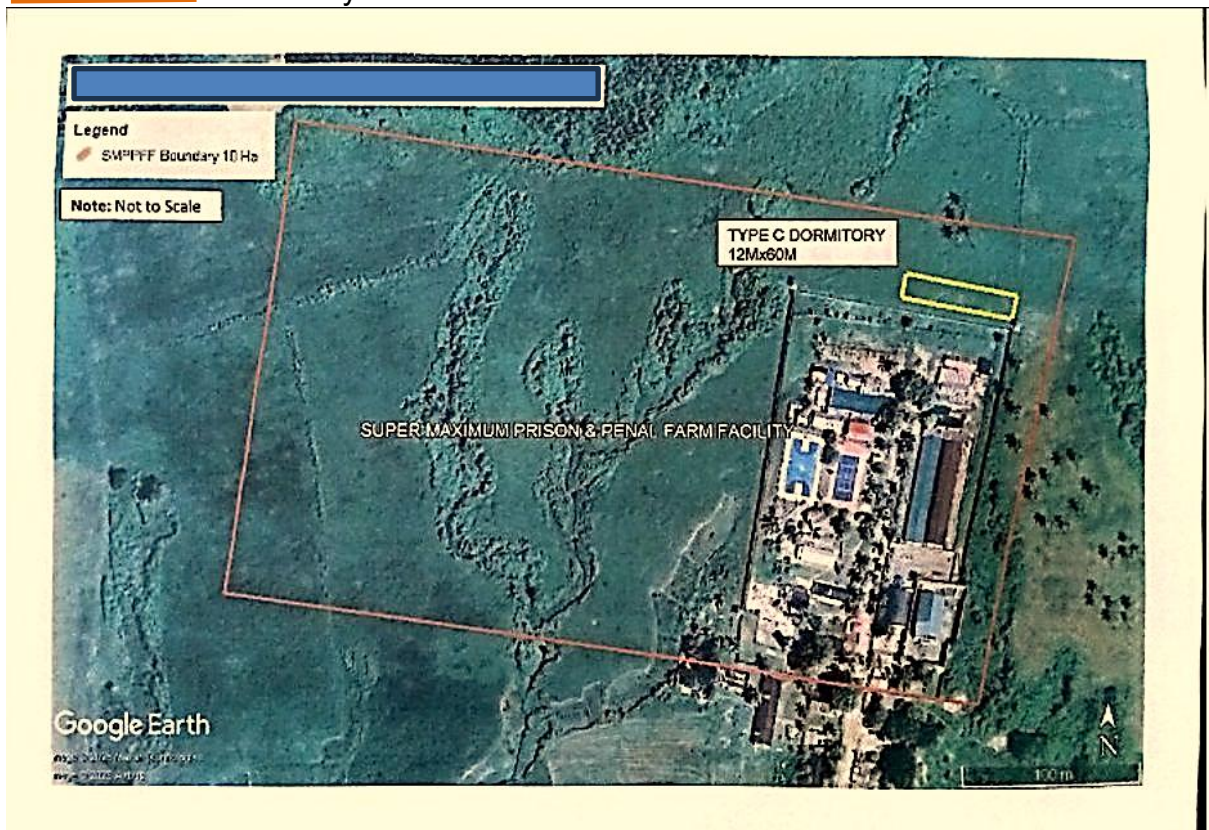 Legend
SMPPFF Boundary 10 Ha
Note: Not to Scale
TYPE C DORMITORY
12Mx60M
SUPER MAXIMUM PRISON & PENAL FARM FACILITY
Google Earth
N
100 m